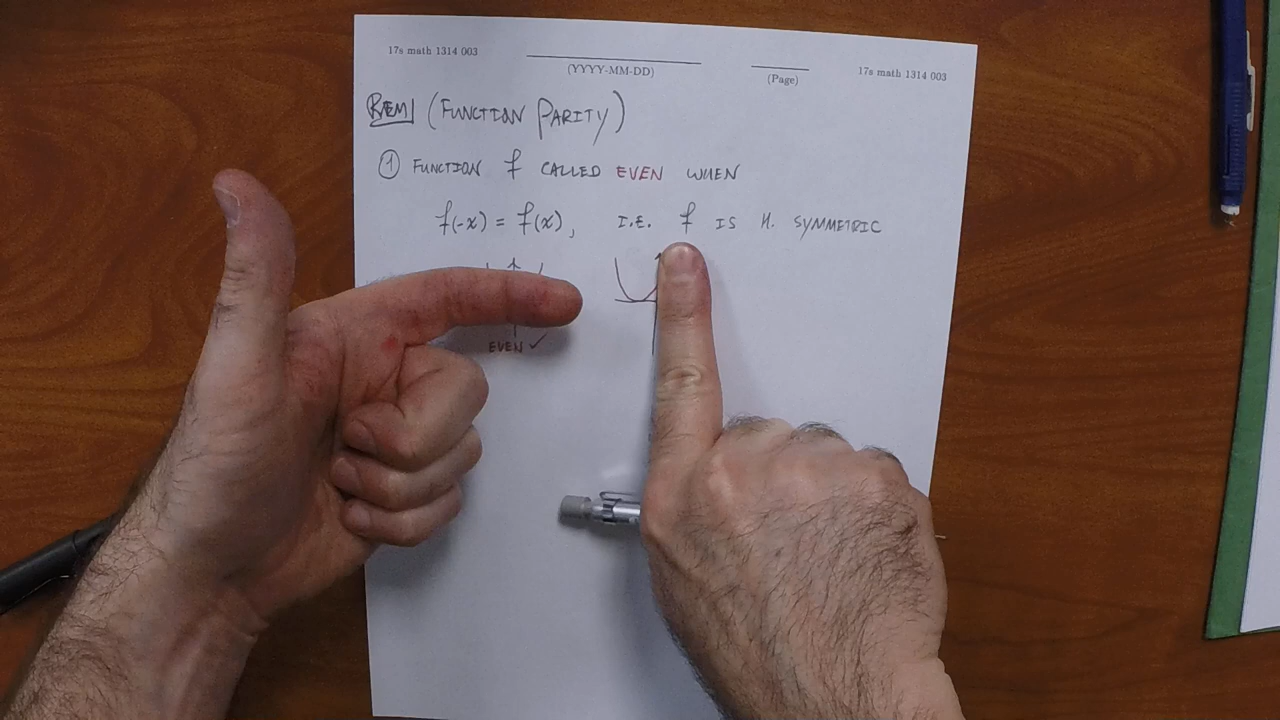 17s math 1314 003
(YYYY-MM-DD)
(Page)
17s math 1314 003
REM (FUNCTION PARITY)
① FUNCTION f CALLED EVEN WHEN
f(-x) = f(x), I.E. f IS H. SYMMETRIC
EVEN ✓